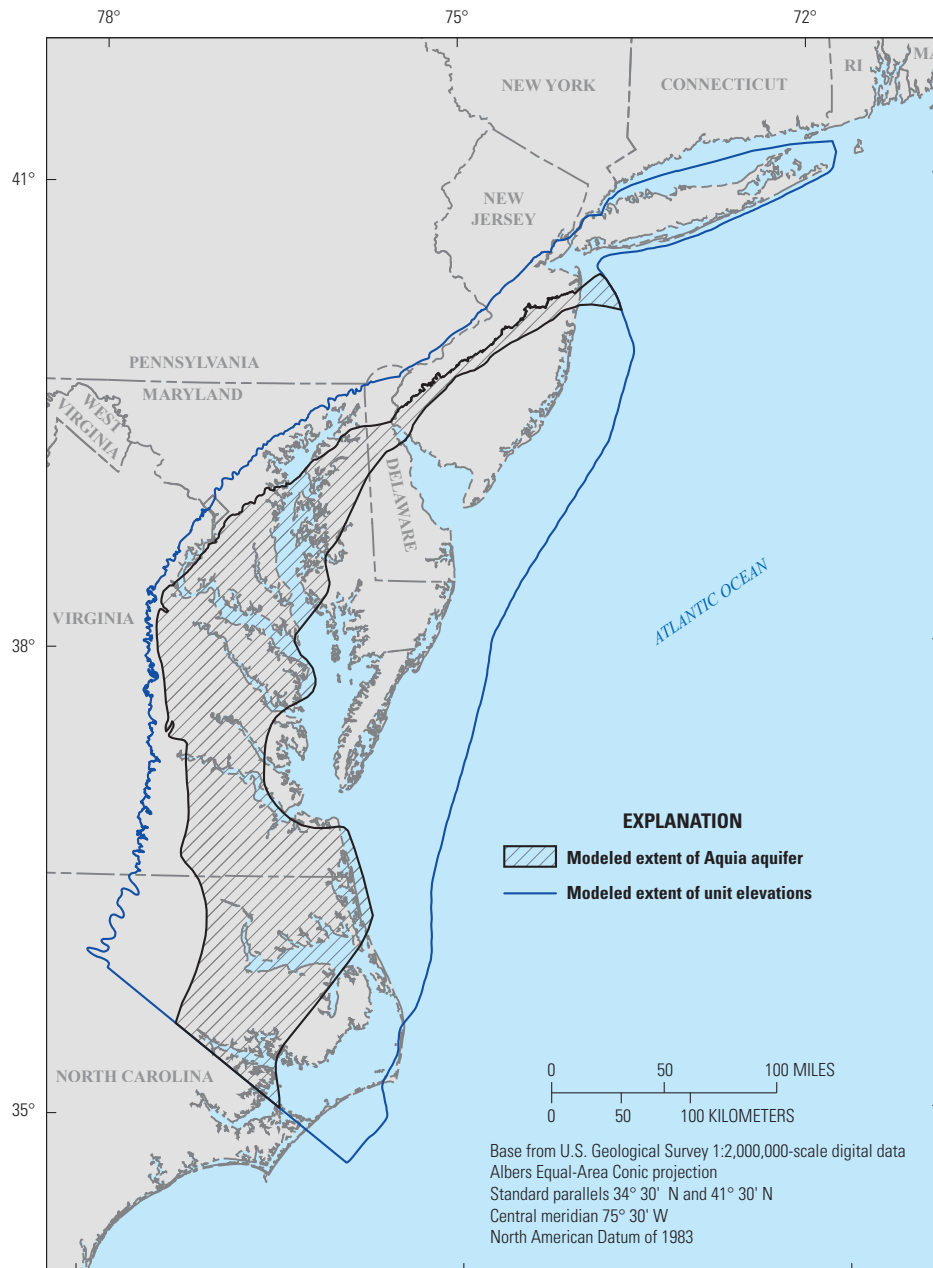 78°
75°
72°
NEW YORK
CONNECTICUT
RI
MA
41°
NEW
JERSEY
PENNSYLVANIA
MARYLAND
WEST
VIRGINIA
DELAWARE
38°
VIRGINIA
ATLANTIC OCEAN
EXPLANATION
Modeled extent of Aquia aquifer
Modeled extent of unit elevations
0 50 100 MILES
0 50 100 KILOMETERS
NORTH CAROLINA
35°
Base from U.S. Geological Survey 1:2,000,000-scale digital data
Albers Equal-Area Conic projection
Standard parallels 34° 30' N and 41° 30' N
Central meridian 75° 30' W
North American Datum of 1983